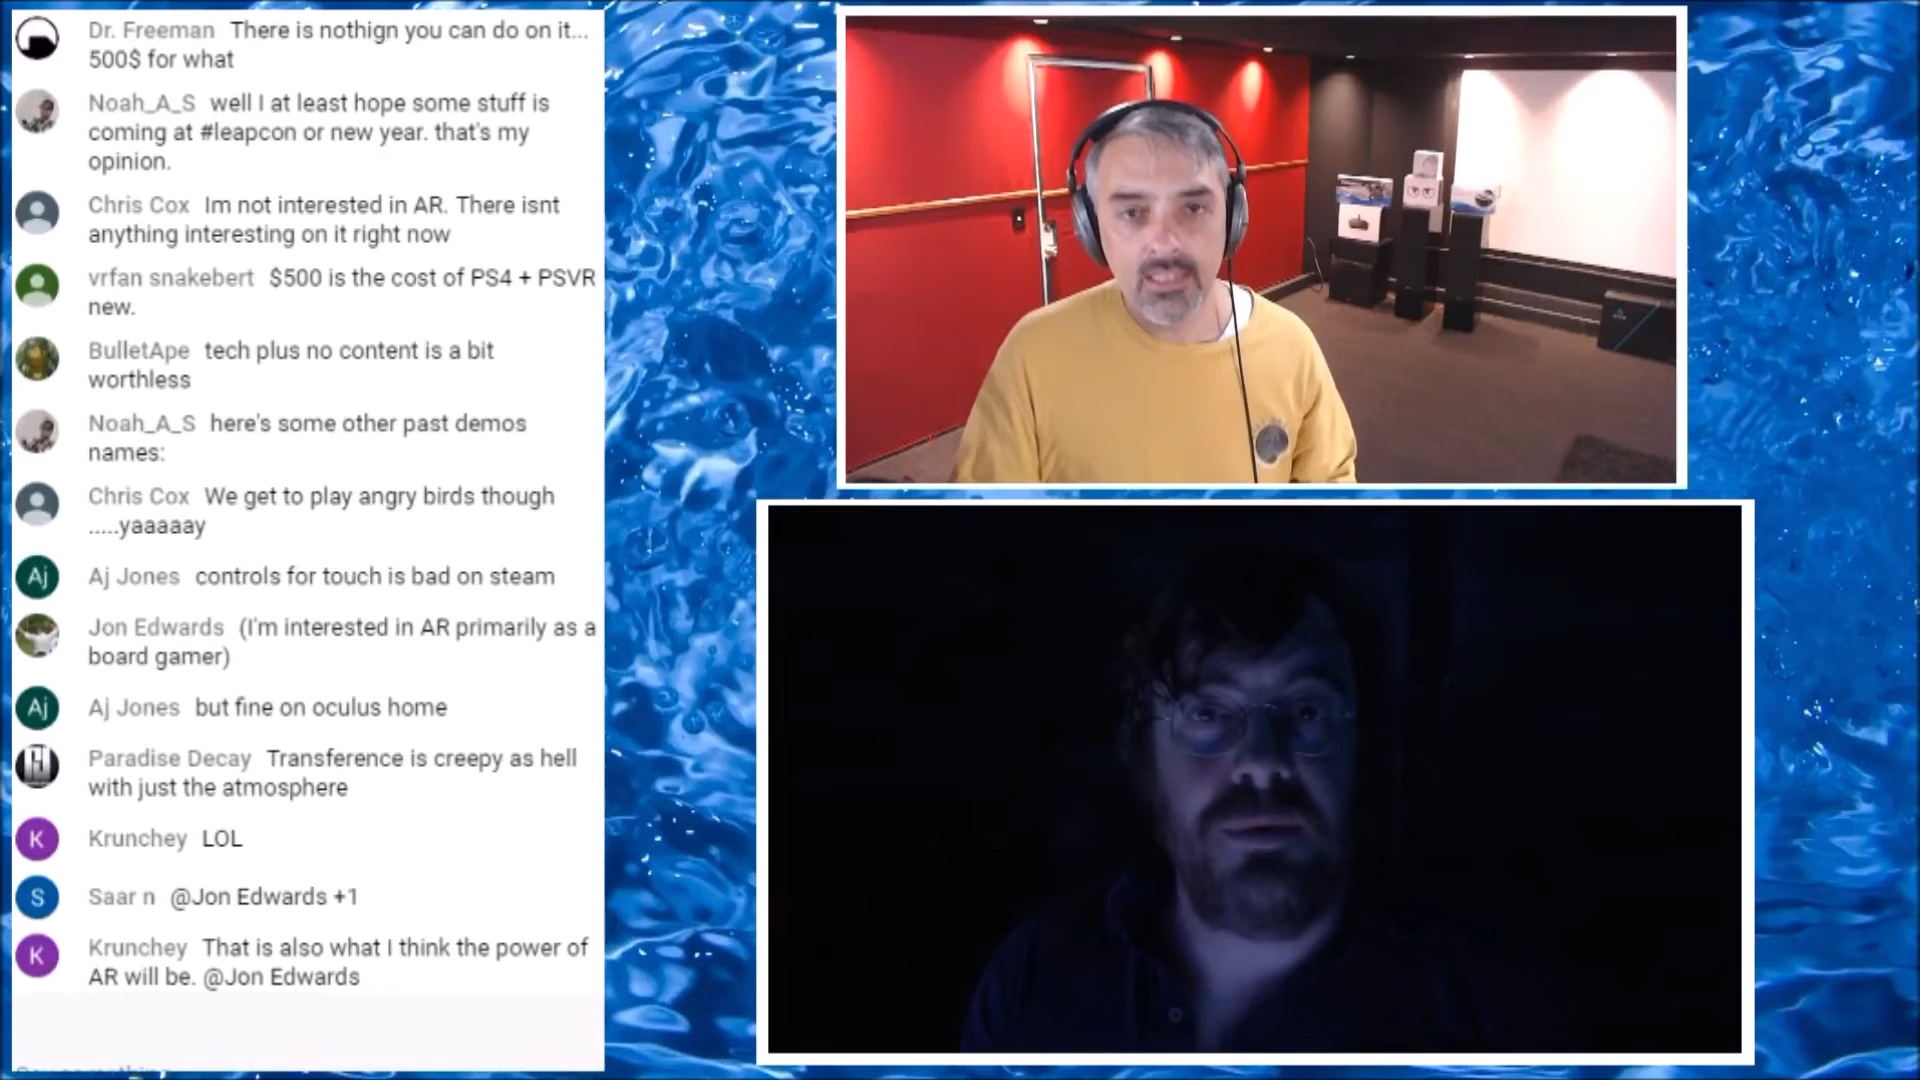 Dr. Freeman There is nothign you can do on it...
500$ for what
Noah_A_S well I at least hope some stuff is
coming at #leapcon or new year. that's my
opinion.
Chris Cox Im not interested in AR. There isnt
anything interesting on it right now
vrfan snakebert $500 is the cost of PS4 + PSVR
new.
BulletApe tech plus no content is a bit
worthless
Noah_A_S here's some other past demos
names:
Chris Cox We get to play angry birds though
.....yaaaaay
Aj Aj Jones controls for touch is bad on steam
Jon Edwards (I'm interested in AR primarily as a
board gamer)
Aj Aj Jones but fine on oculus home
Paradise Decay Transference is creepy as hell
with just the atmosphere
K Krunchey LOL
S Saar n @Jon Edwards +1
K Krunchey That is also what I think the power of
AR will be. @Jon Edwards